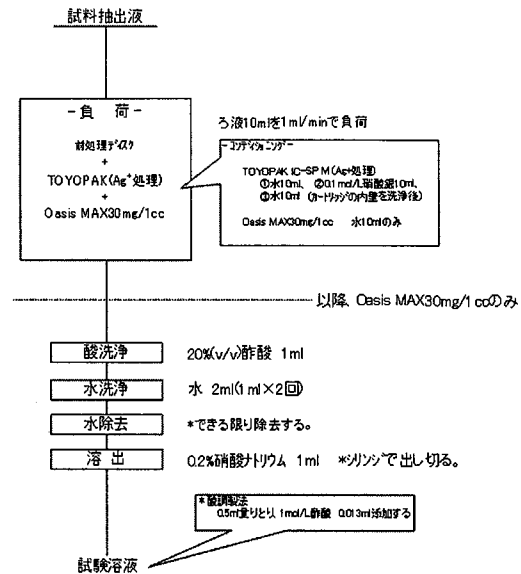 試料抽出液
-負 荷-
前処理ディスク
+
TOYOPAK(Ag⁺処理)
+
Oasis MAX30mg/1cc
ろ液10mlを1ml/minで負荷
-コンディショニング-
TOYOPAK IC-SP M(Ag+処理)
①水10ml、 ②0.1mol/L硝酸銀10ml、
③水10ml (カートリッジの内壁を洗浄後)
Oasis MAX30mg/1cc 水10mlのみ
以降、Oasis MAX30mg/1ccのみ
酸洗浄 20%(v/v)酢酸 1ml
水洗浄 水 2ml(1ml×2回)
水除去 *できる限り除去する。
溶 出 0.2%硝酸ナトリウム 1ml *シリンジで出し切る。
*酸調製法
0.5ml量りとり、1mol/L酢酸 0.013ml添加する
試験溶液